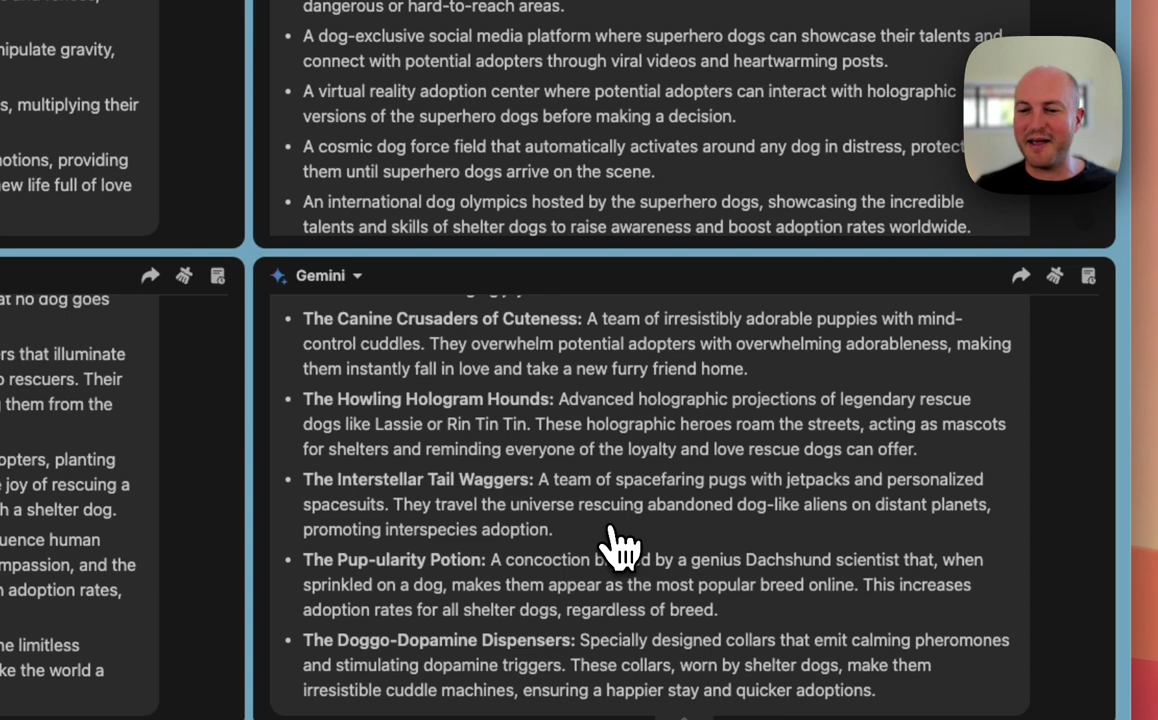 nipulate gravity,
s, multiplying their
notions, providing
new life full of love
dangerous or hard-to-reach areas.
• A dog-exclusive social media platform where superhero dogs can showcase their talents and
connect with potential adopters through viral videos and heartwarming posts.
• A virtual reality adoption center where potential adopters can interact with holographic
versions of the superhero dogs before making a decision.
• A cosmic dog force field that automatically activates around any dog in distress, protect
them until superhero dogs arrive on the scene.
• An international dog olympics hosted by the superhero dogs, showcasing the incredible
talents and skills of shelter dogs to raise awareness and boost adoption rates worldwide.
at no dog goes
rs that illuminate
o rescuers. Their
g them from the
opters, planting
e joy of rescuing a
h a shelter dog.
uence human
mpassion, and the
n adoption rates,
he limitless
ke the world a
Gemini
• The Canine Crusaders of Cuteness: A team of irresistibly adorable puppies with mind-
control cuddles. They overwhelm potential adopters with overwhelming adorableness, making
them instantly fall in love and take a new furry friend home.
• The Howling Hologram Hounds: Advanced holographic projections of legendary rescue
dogs like Lassie or Rin Tin Tin. These holographic heroes roam the streets, acting as mascots
for shelters and reminding everyone of the loyalty and love rescue dogs can offer.
• The Interstellar Tail Waggers: A team of spacefaring pugs with jetpacks and personalized
spacesuits. They travel the universe rescuing abandoned dog-like aliens on distant planets,
promoting interspecies adoption.
• The Pup-ularity Potion: A concoction by a genius Dachshund scientist that, when
sprinkled on a dog, makes them appear as the most popular breed online. This increases
adoption rates for all shelter dogs, regardless of breed.
• The Doggo-Dopamine Dispensers: Specially designed collars that emit calming pheromones
and stimulating dopamine triggers. These collars, worn by shelter dogs, make them
irresistible cuddle machines, ensuring a happier stay and quicker adoptions.